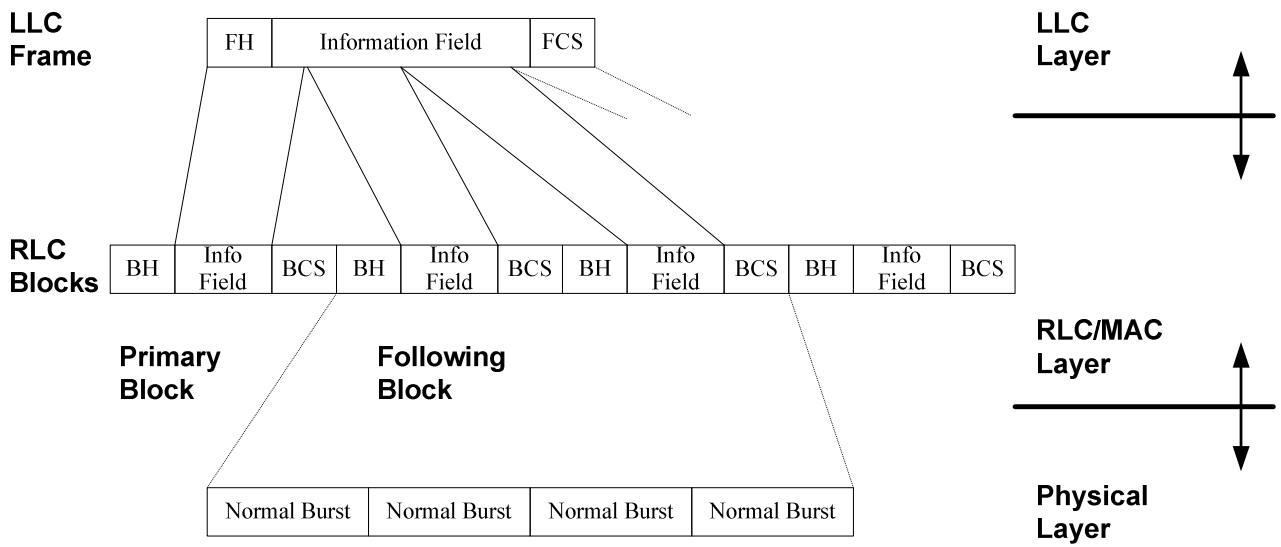 LLC
Frame
FH
Information Field
FCS
LLC
Layer
RLC
Blocks
BH
Info
Field
BCS
BH
Info
Field
BCS
BH
Info
Field
BCS
BH
Info
Field
BCS
Primary
Block
Following
Block
RLC/MAC
Layer
Normal Burst
Normal Burst
Normal Burst
Normal Burst
Physical
Layer